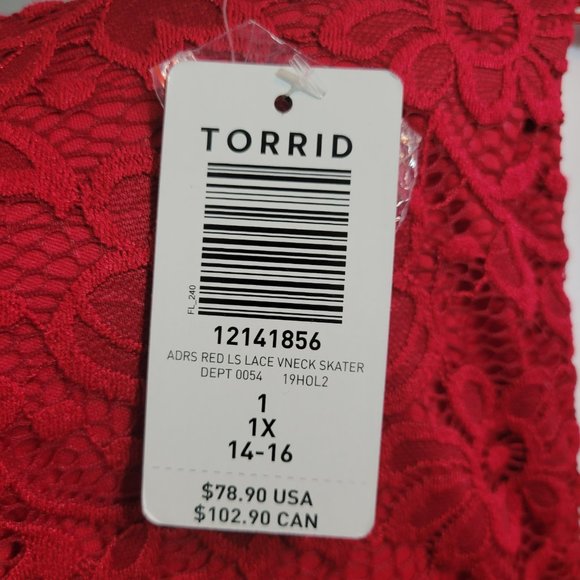 TORRID
FL_240
12141856
ADRS RED LS LACE VNECK SKATER
DEPT 0054 19HOL2
1
1X
14-16
$78.90 USA
$102.90 CAN